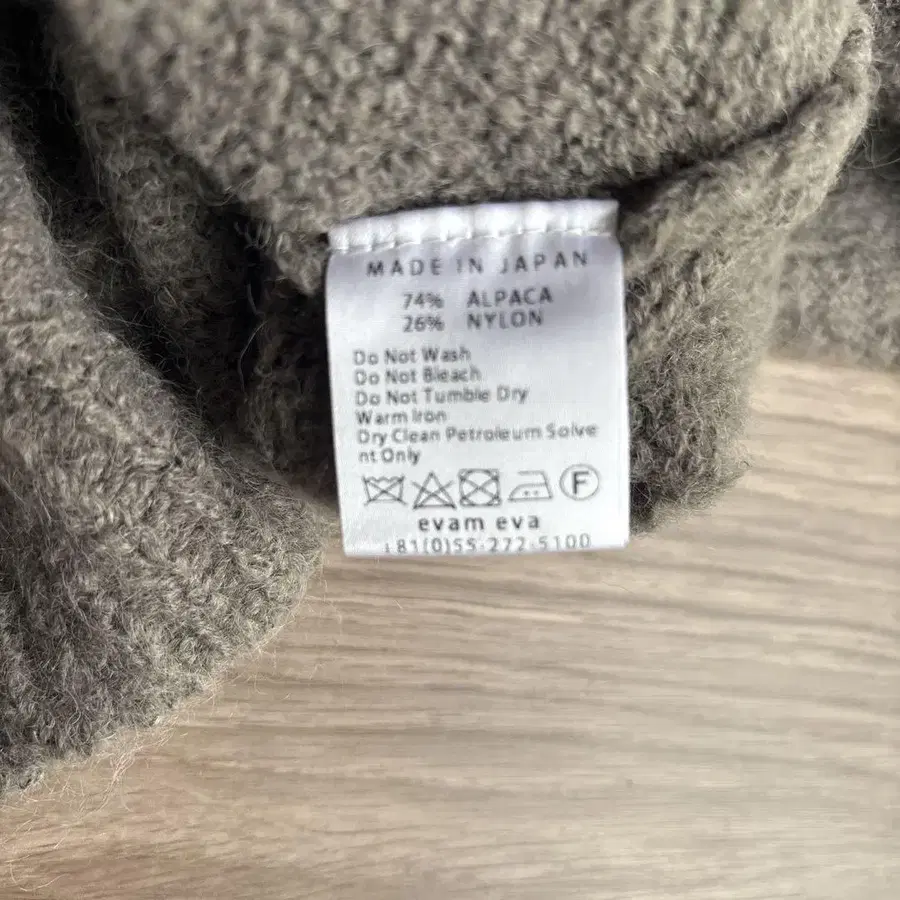 MADE IN JAPAN
74% ALPACA
26% NYLON
Do Not Wash
Do Not Bleach
Do Not Tumble Dry
Warm Iron
Dry Clean Petroleum Solve
nt Only
F
evam eva
+81(0)55-272-5100